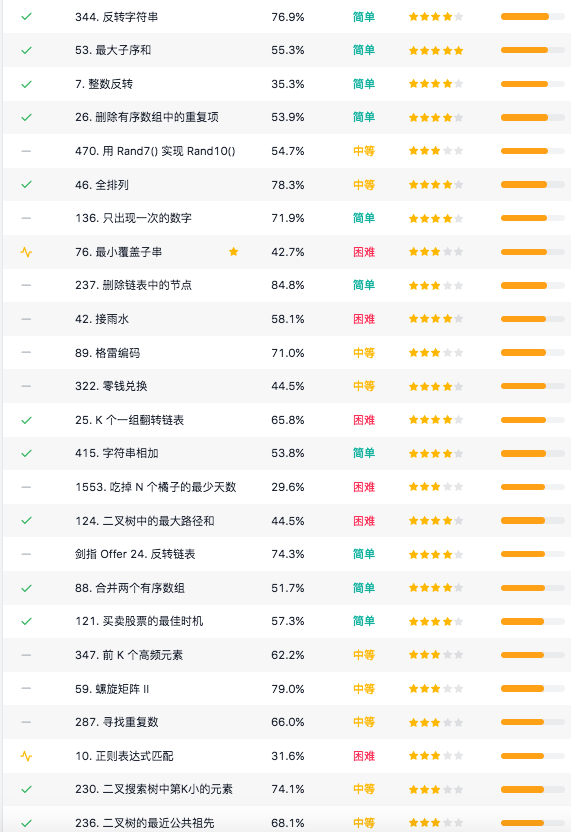 344. 反转字符串 76.9% 简单
53. 最大子序和 55.3% 简单
7. 整数反转 35.3% 简单
26. 删除有序数组中的重复项 53.9% 简单
470. 用 Rand7() 实现 Rand10() 54.7% 中等
46. 全排列 78.3% 中等
136. 只出现一次的数字 71.9% 简单
76. 最小覆盖子串 42.7% 困难
237. 删除链表中的节点 84.8% 简单
42. 接雨水 58.1% 困难
89. 格雷编码 71.0% 中等
322. 零钱兑换 44.5% 中等
25. K 个一组翻转链表 65.8% 困难
415. 字符串相加 53.8% 简单
1553. 吃掉 N 个橘子的最少天数 29.6% 困难
124. 二叉树中的最大路径和 44.5% 困难
剑指 Offer 24. 反转链表 74.3% 简单
88. 合并两个有序数组 51.7% 简单
121. 买卖股票的最佳时机 57.3% 简单
347. 前 K 个高频元素 62.2% 中等
59. 螺旋矩阵 II 79.0% 中等
287. 寻找重复数 66.0% 中等
10. 正则表达式匹配 31.6% 困难
230. 二叉搜索树中第K小的元素 74.1% 中等
236. 二叉树的最近公共祖先 68.1% 中等